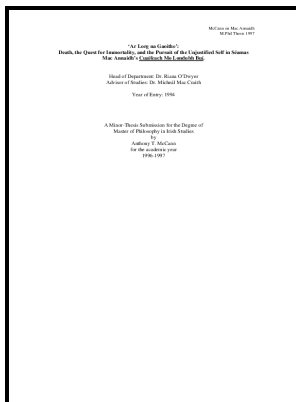 McCann on Mac Annaidh
M.Phil Thesis 1997
'Ar Lorg na Gaoithe':
Death, the Quest for Immortality, and the Pursuit of the Unjustified Self in Séamas
Mac Annaidh's Cuaifeach Mo Londubh Buí.
Head of Department: Dr. Riana O'Dwyer
Advisor of Studies: Dr. Mícheál Mac Craith
Year of Entry: 1994
A Minor-Thesis Submission for the Degree of
Master of Philosophy in Irish Studies
by
Anthony T. McCann
for the academic year
1996-1997